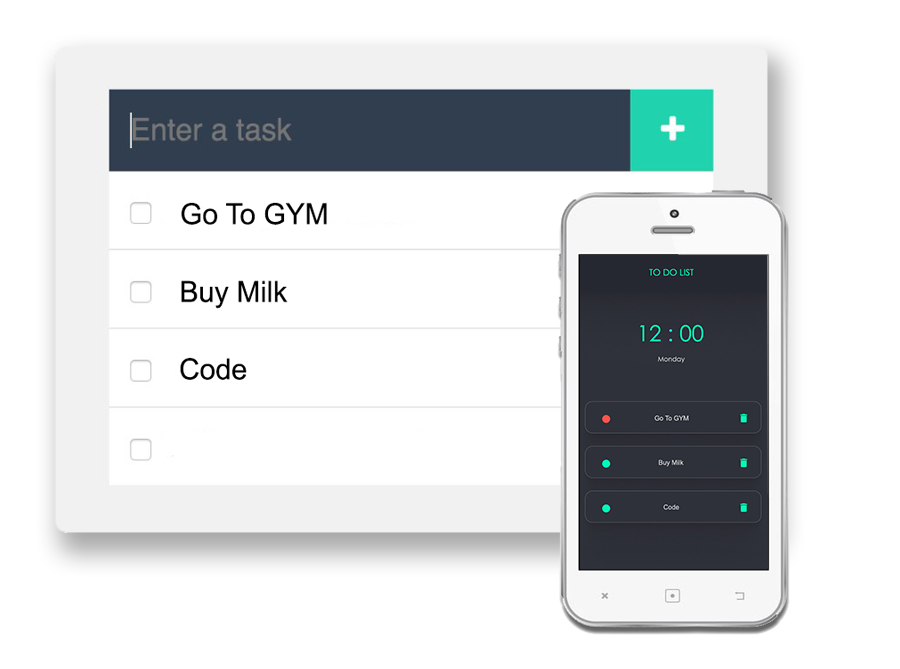 Enter a task
Go To GYM
Buy Milk
Code
TO DO LIST
12 : 00
Monday
Go To GYM
Buy Milk
Code